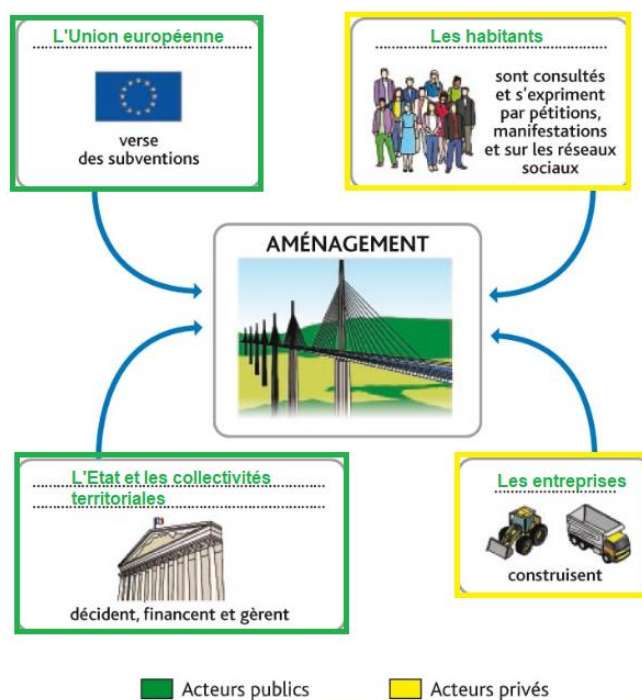 L'Union européenne
verse
des subventions
Les habitants
sont consultés
et s'expriment
par pétitions,
manifestations
et sur les réseaux
sociaux
AMÉNAGEMENT
L'Etat et les collectivités
territoriales
décident, financent et gèrent
Les entreprises
construisent
Acteurs publics
Acteurs privés